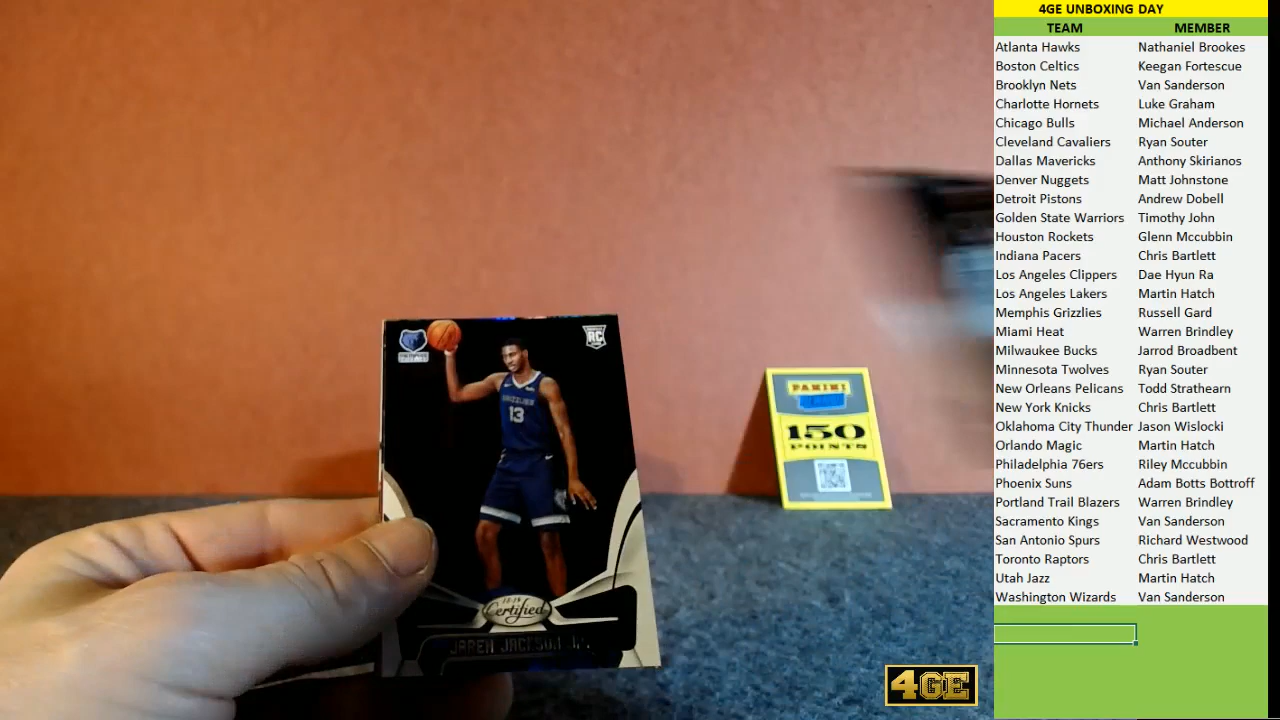 4GE UNBOXING DAY
TEAM MEMBER
Atlanta Hawks Nathaniel Brookes
Boston Celtics Keegan Fortescue
Brooklyn Nets Van Sanderson
Charlotte Hornets Luke Graham
Chicago Bulls Michael Anderson
Cleveland Cavaliers Ryan Souter
Dallas Mavericks Anthony Skirianos
Denver Nuggets Matt Johnstone
Detroit Pistons Andrew Dobell
Golden State Warriors Timothy John
Houston Rockets Glenn Mccubbin
Indiana Pacers Chris Bartlett
Los Angeles Clippers Dae Hyun Ra
Los Angeles Lakers Martin Hatch
Memphis Grizzlies Russell Gard
Miami Heat Warren Brindley
Milwaukee Bucks Jarrod Broadbent
Minnesota Twolves Ryan Souter
New Orleans Pelicans Todd Strathearn
New York Knicks Chris Bartlett
Oklahoma City Thunder Jason Wislocki
Orlando Magic Martin Hatch
Philadelphia 76ers Riley Mccubbin
Phoenix Suns Adam Botts Bottroff
Portland Trail Blazers Warren Brindley
Sacramento Kings Van Sanderson
San Antonio Spurs Richard Westwood
Toronto Raptors Chris Bartlett
Utah Jazz Martin Hatch
Washington Wizards Van Sanderson
RC
GRIZZLIES
13
Certified
JAREN JACKSON JR.
PANINI
150
POINTS
4GE